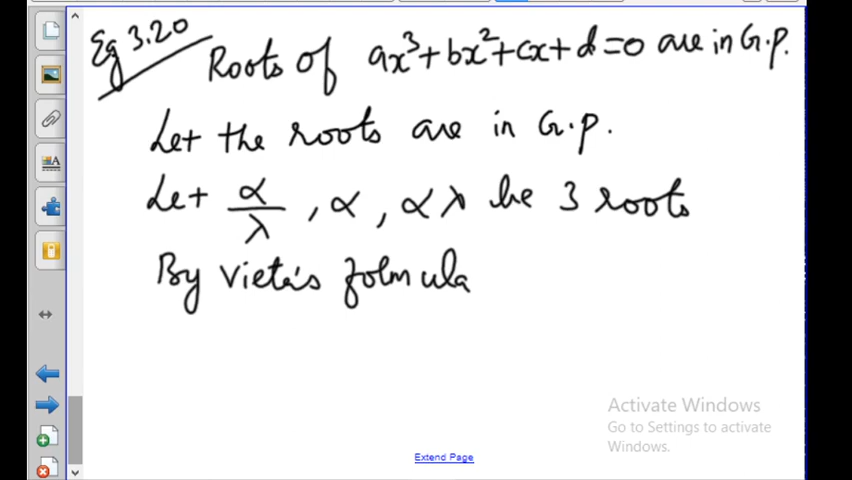 Eg 3.20
Roots of ax³+bx²+cx+d=0 are in G.P.
Let the roots are in G.P.
Let α/λ, α, αλ be 3 roots
By Vieta's folmula
Activate Windows
Go to Settings to activate
Windows.
Extend Page